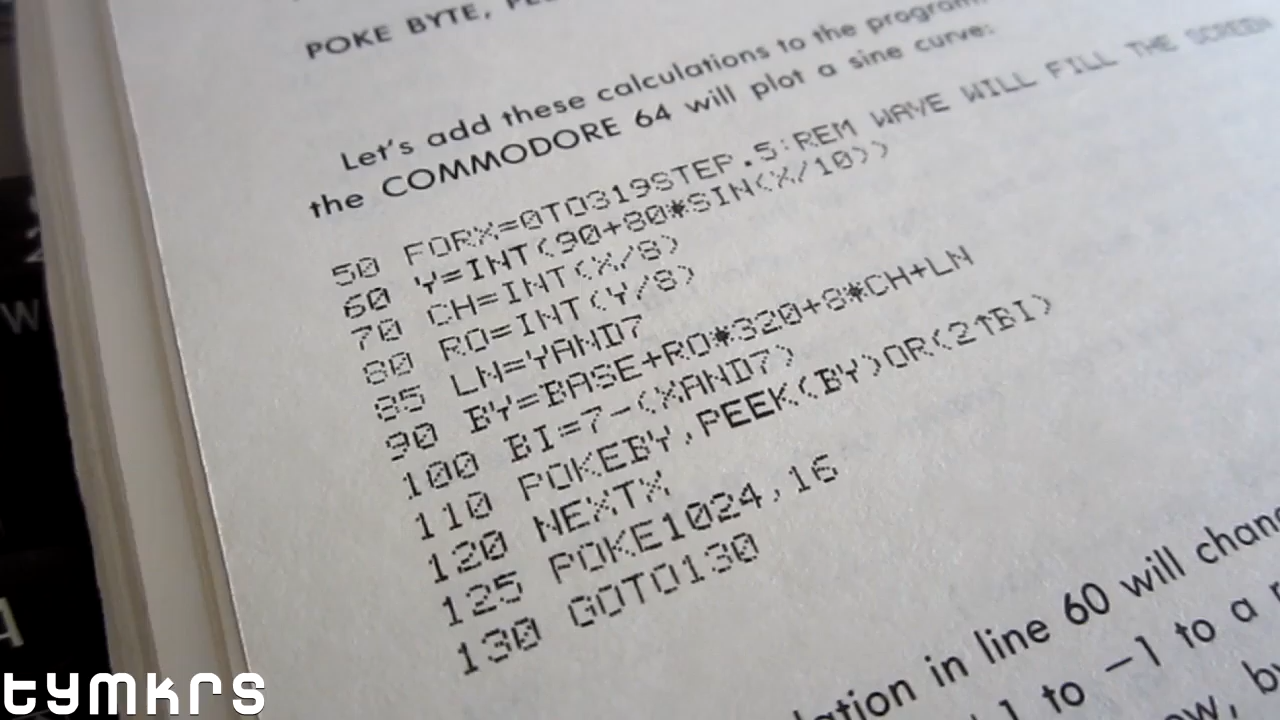 POKE BYTE,
Let's add these calculations to the program.
the COMMODORE 64 will plot a sine curve:
50 FORX=0TO319STEP.5:REM WAVE WILL FILL THE SCREEN
60 Y=INT(90+80*SIN(X/10))
70 CH=INT(X/8)
80 RO=INT(Y/8)
85 LN=YAND7
90 BY=BASE+RO*320+8*CH+LN
100 BI=7-(XAND7)
110 POKEBY,PEEK(BY)OR(2↑BI)
120 NEXTX
125 POKE1024,16
130 GOTO130
in line 60 will
to −1 to a
by
tymkrs